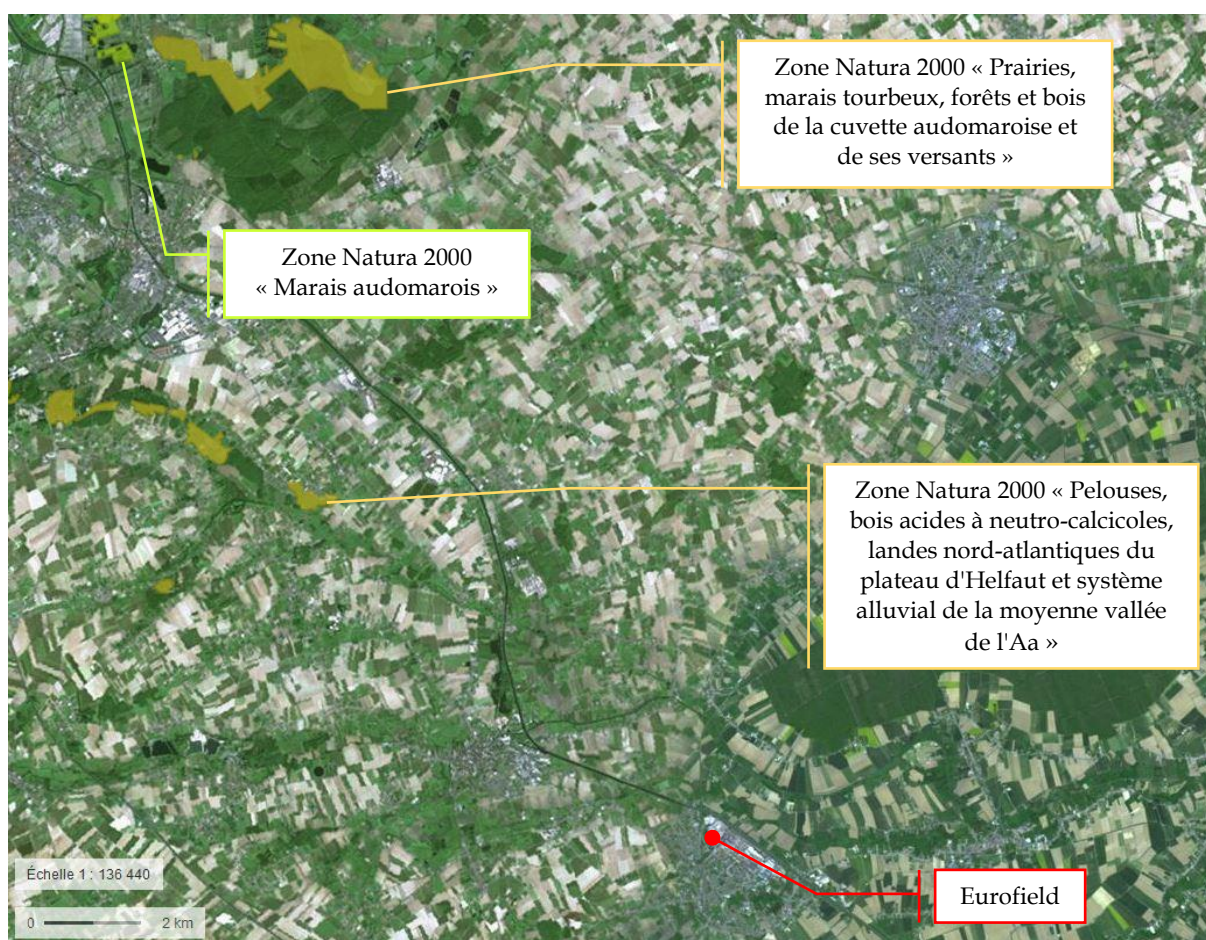 Zone Natura 2000 « Prairies,
marais tourbeux, forêts et bois
de la cuvette audomaroise et
de ses versants »
Zone Natura 2000
« Marais audomarois »
Zone Natura 2000 « Pelouses,
bois acides à neutro-calcicoles,
landes nord-atlantiques du
plateau d'Helfaut et système
alluvial de la moyenne vallée
de l'Aa »
Eurofield
Échelle 1 : 136 440
0 2 km